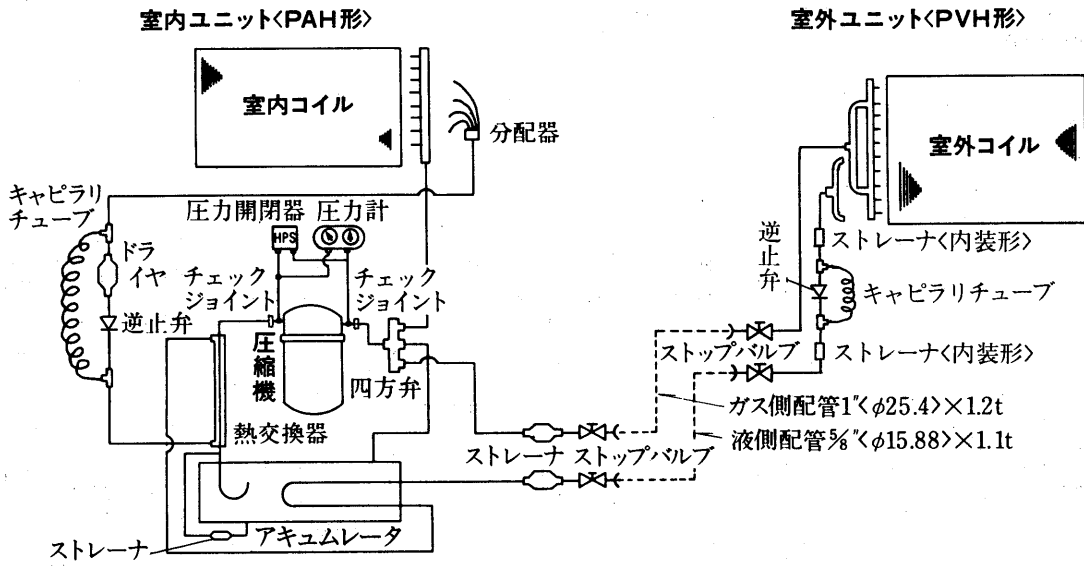 室内ユニット〈PAH形〉
室外ユニット〈PVH形〉
室内コイル
分配器
室外コイル
キャピラリ
チューブ
圧力開閉器
圧力計
HPS
ドラ
イヤ
チェック
ジョイント
チェック
ジョイント
逆止弁
圧縮機
四方弁
熱交換器
ストレーナ
ストップバルブ
アキュムレータ
ストレーナ
ストレーナ〈内装形〉
逆止弁
キャピラリチューブ
ストップバルブ
ストレーナ〈内装形〉
ガス側配管1"〈φ25.4〉×1.2t
液側配管5/8"〈φ15.88〉×1.1t